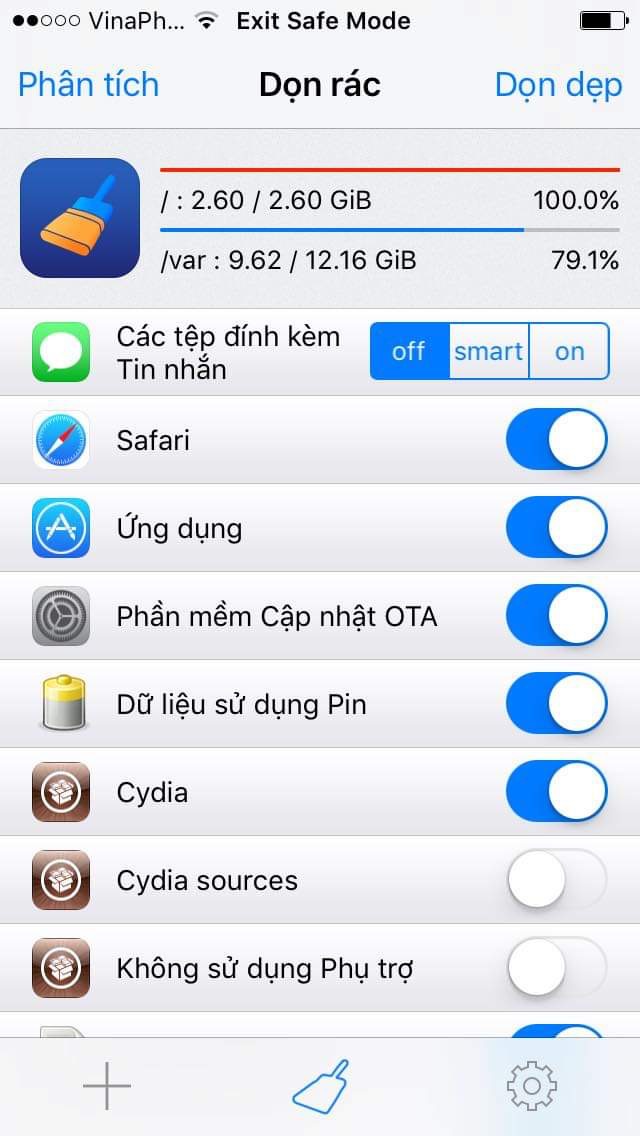 VinaPh... Exit Safe Mode
Phân tích Dọn rác Dọn dẹp
/ : 2.60 / 2.60 GiB 100.0%
/var : 9.62 / 12.16 GiB 79.1%
Các tệp đính kèm
Tin nhắn
off smart on
Safari
Ứng dụng
Phần mềm Cập nhật OTA
Dữ liệu sử dụng Pin
Cydia
Cydia sources
Không sử dụng Phụ trợ